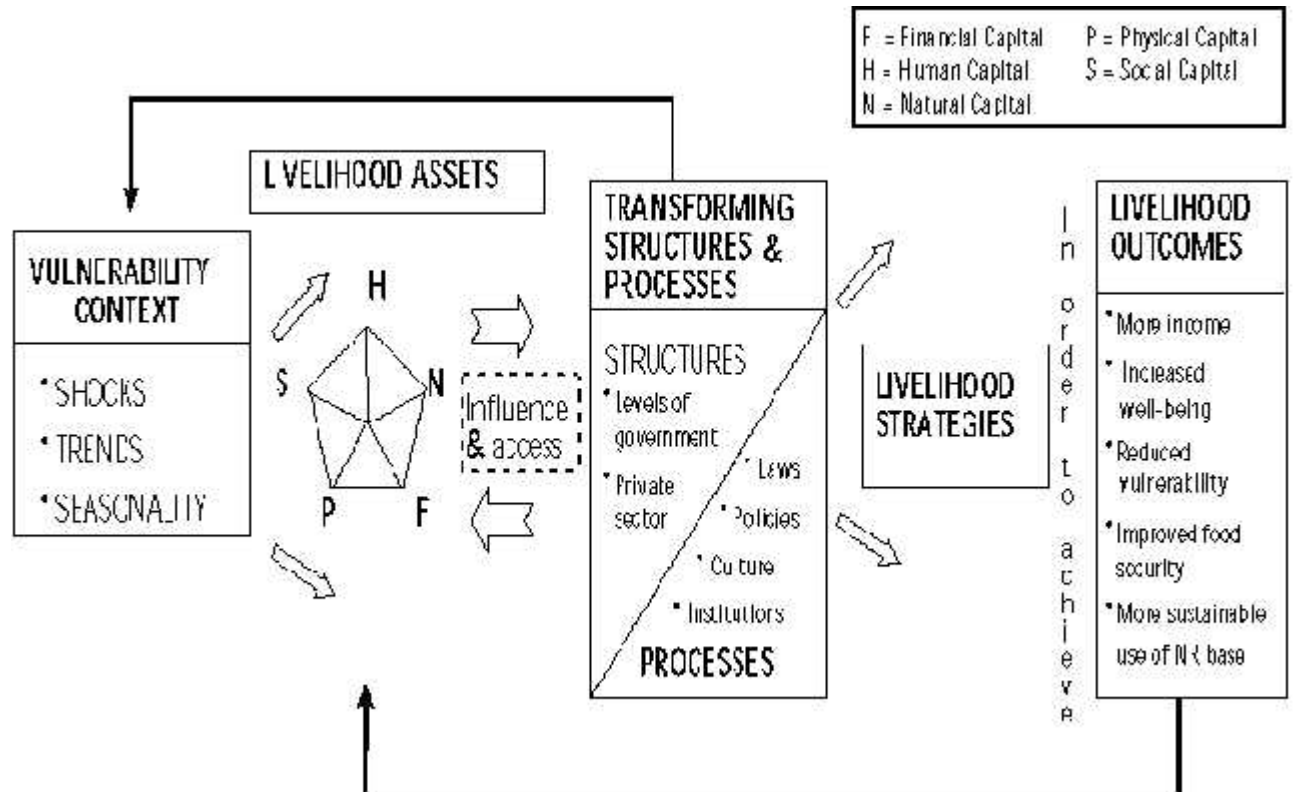 F = Financial Capital
P = Physical Capital
H = Human Capital
S = Social Capital
N = Natural Capital
LIVELIHOOD ASSETS
VULNERABILITY
CONTEXT
• SHOCKS
• TRENDS
• SEASONALITY
H
S
N
P
F
Influence
& access
TRANSFORMING
STRUCTURES &
PROCESSES
STRUCTURES
• Levels of
government
• Private
sector
• Laws
• Policies
• Culture
• Institutions
PROCESSES
LIVELIHOOD
STRATEGIES
In order to achieve
LIVELIHOOD
OUTCOMES
• More income
• Increased
well-being
• Reduced
vulnerability
• Improved food
security
• More sustainable
use of NR base